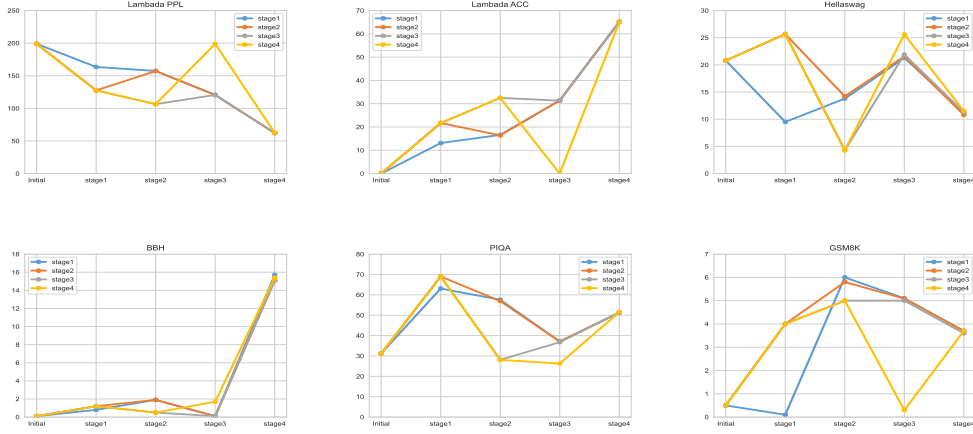 Lambada PPL
250
200
150
100
50
0
Initial stage1 stage2 stage3 stage4
stage1
stage2
stage3
stage4
Lambada ACC
70
60
50
40
30
20
10
0
Initial stage1 stage2 stage3 stage4
stage1
stage2
stage3
stage4
Hellaswag
30
25
20
15
10
5
0
Initial stage1 stage2 stage3 stage4
stage1
stage2
stage3
stage4
BBH
18
16
14
12
10
8
6
4
2
0
Initial stage1 stage2 stage3 stage4
stage1
stage2
stage3
stage4
PIQA
80
70
60
50
40
30
20
10
0
Initial stage1 stage2 stage3 stage4
stage1
stage2
stage3
stage4
GSM8K
7
6
5
4
3
2
1
0
Initial stage1 stage2 stage3 stage4
stage1
stage2
stage3
stage4